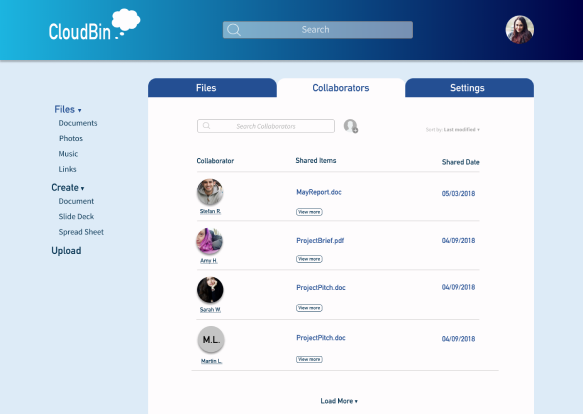 CloudBin
Search
Files
Collaborators
Settings
Files ▾
Documents
Photos
Music
Links
Create ▾
Document
Slide Deck
Spread Sheet
Upload
Search Collaborators
Sort by: Last modified ▾
Collaborator
Shared Items
Shared Date
Stefan R.
MayReport.doc
View more
05/03/2018
Amy H.
ProjectBrief.pdf
View more
04/09/2018
Sarah W.
ProjectPitch.doc
View more
04/09/2018
M.L.
Martin L.
ProjectPitch.doc
View more
04/09/2018
Load More ▾